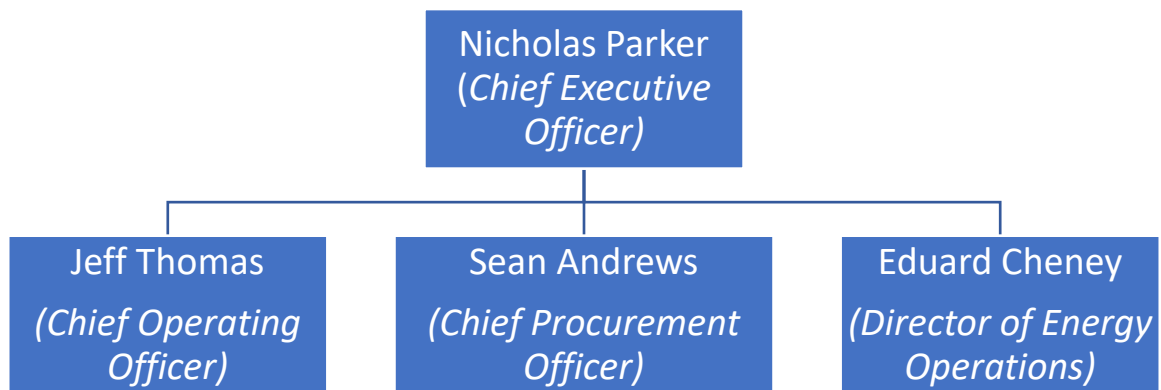 Nicholas Parker
(Chief Executive
Officer)
Jeff Thomas
(Chief Operating
Officer)
Sean Andrews
(Chief Procurement
Officer)
Eduard Cheney
(Director of Energy
Operations)